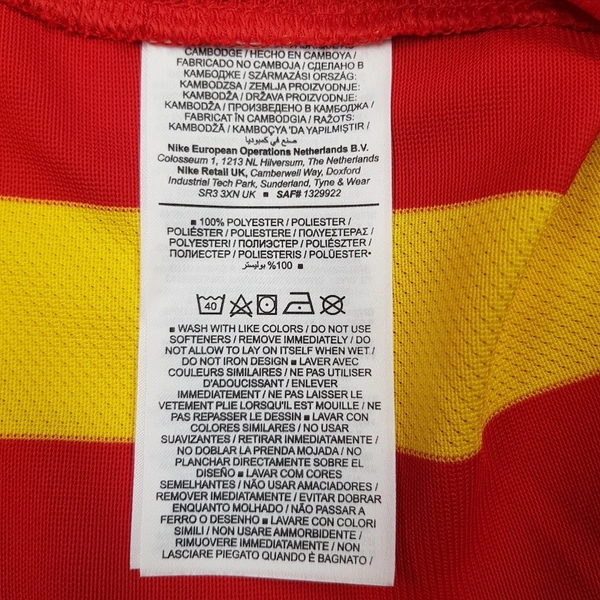 CAMBODGE / HECHO EN CAMBOYA /
FABRICADO NO CAMBOJA / СДЕЛАНО В
КАМБОДЖЕ / SZÁRMAZÁSI ORSZÁG:
KAMBODZSA / ZEMLJA PROIZVODNJE:
KAMBODŽA / DRŽAVA PROIZVODNJE:
KAMBODŽA / ПРОИЗВЕДЕНО В КАМБОДЖА /
FABRICAT ÎN CAMBODGIA / RAŽOTS:
KAMBODŽĀ / KAMBOÇYA 'DA YAPILMIŞTIR /
صنع في كمبوديا
Nike European Operations Netherlands B.V.
Colosseum 1, 1213 NL Hilversum, The Netherlands
Nike Retail UK, Camberwell Way, Doxford
Industrial Tech Park, Sunderland, Tyne & Wear
SR3 3XN UK ■ SAF# 1329922
■ 100% POLYESTER / POLIESTER /
POLIÉSTER / POLIESTERE / ΠΟΛΥΕΣΤΕΡΑΣ /
POLYESTERI / ПОЛИЭСТЕР / POLIÉSZTER /
ПОЛИЕСТЕР / POLIESTERIS / POLÜESTER ▪
100% بوليستر ■
40
■ WASH WITH LIKE COLORS / DO NOT USE
SOFTENERS / REMOVE IMMEDIATELY / DO
NOT ALLOW TO LAY ON ITSELF WHEN WET /
DO NOT IRON DESIGN ■ LAVER AVEC
COULEURS SIMILAIRES / NE PAS UTILISER
D'ADOUCISSANT / ENLEVER
IMMEDIATEMENT / NE PAS LAISSER LE
VETEMENT PLIE LORSQU'IL EST MOUILLE / NE
PAS REPASSER LE DESSIN ■ LAVAR CON
COLORES SIMILARES / NO USAR
SUAVIZANTES / RETIRAR INMEDIATAMENTE /
NO DOBLAR LA PRENDA MOJADA / NO
PLANCHAR DIRECTAMENTE SOBRE EL
DISEÑO ■ LAVAR COM CORES
SEMELHANTES / NÃO USAR AMACIADORES /
REMOVER IMEDIATAMENTE / EVITAR DOBRAR
ENQUANTO MOLHADO / NÃO PASSAR A
FERRO O DESENHO ■ LAVARE CON COLORI
SIMILI / NON USARE AMMORBIDENTE /
RIMUOVERE IMMEDIATAMENTE / NON
LASCIARE PIEGATO QUANDO È BAGNATO /